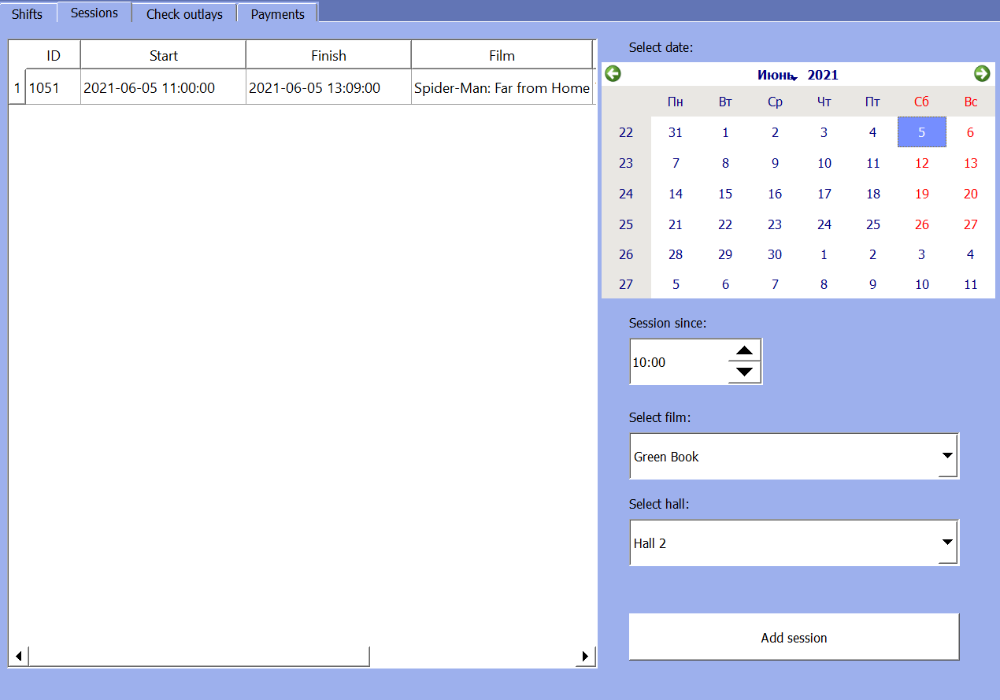 Shifts Sessions Check outlays Payments
ID Start Finish Film
1 1051 2021-06-05 11:00:00 2021-06-05 13:09:00 Spider-Man: Far from Home
Select date:
Июнь 2021
Пн Вт Ср Чт Пт Сб Вс
22 31 1 2 3 4 5 6
23 7 8 9 10 11 12 13
24 14 15 16 17 18 19 20
25 21 22 23 24 25 26 27
26 28 29 30 1 2 3 4
27 5 6 7 8 9 10 11
Session since:
10:00
Select film:
Green Book
Select hall:
Hall 2
Add session